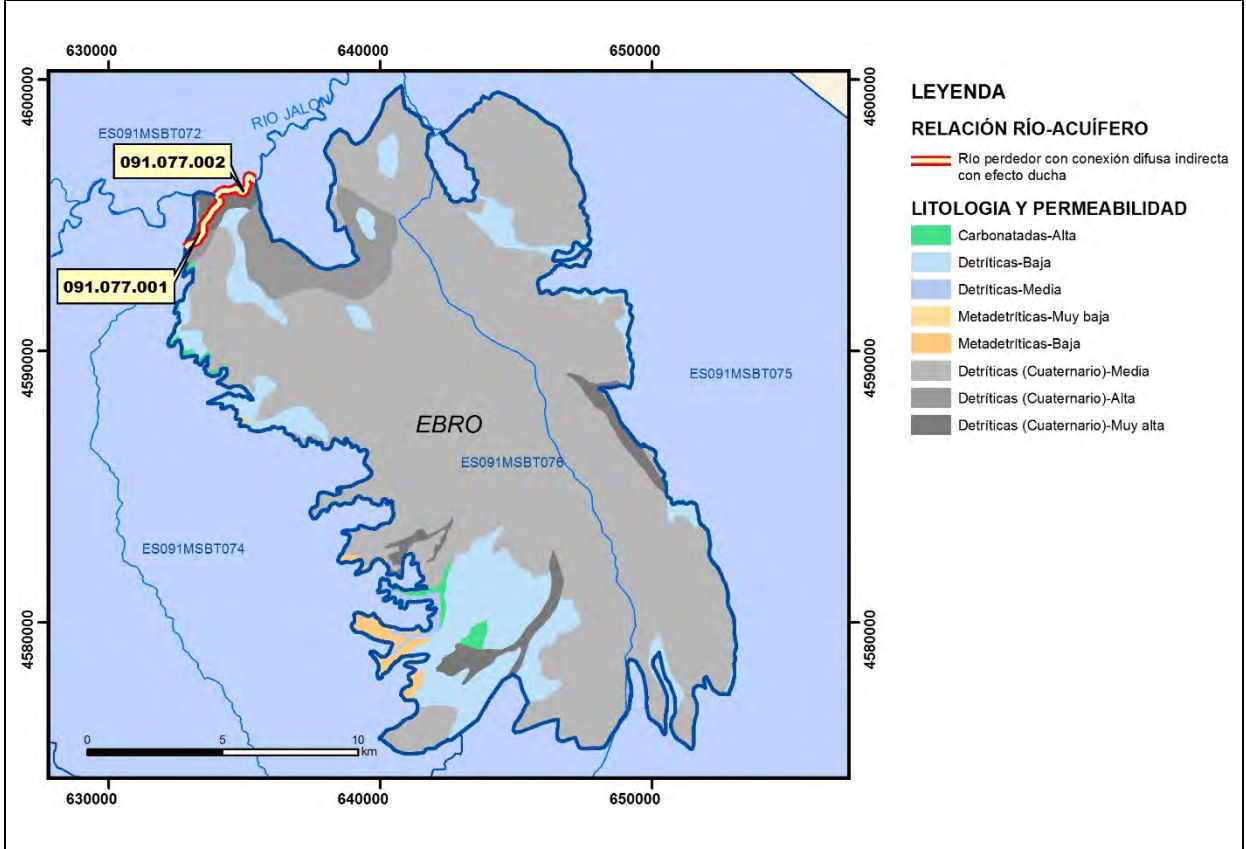 630000
640000
650000
4600000
4600000
RIO JALON
ES091MSBT072
091.077.002
091.077.001
4590000
4590000
ES091MSBT075
EBRO
ES091MSBT076
ES091MSBT074
4580000
4580000
0
5
10
km
630000
640000
650000
LEYENDA
RELACIÓN RÍO-ACUÍFERO
Río perdedor con conexión difusa indirecta
con efecto ducha
LITOLOGIA Y PERMEABILIDAD
Carbonatadas-Alta
Detríticas-Baja
Detríticas-Media
Metadetríticas-Muy baja
Metadetríticas-Baja
Detríticas (Cuaternario)-Media
Detríticas (Cuaternario)-Alta
Detríticas (Cuaternario)-Muy alta